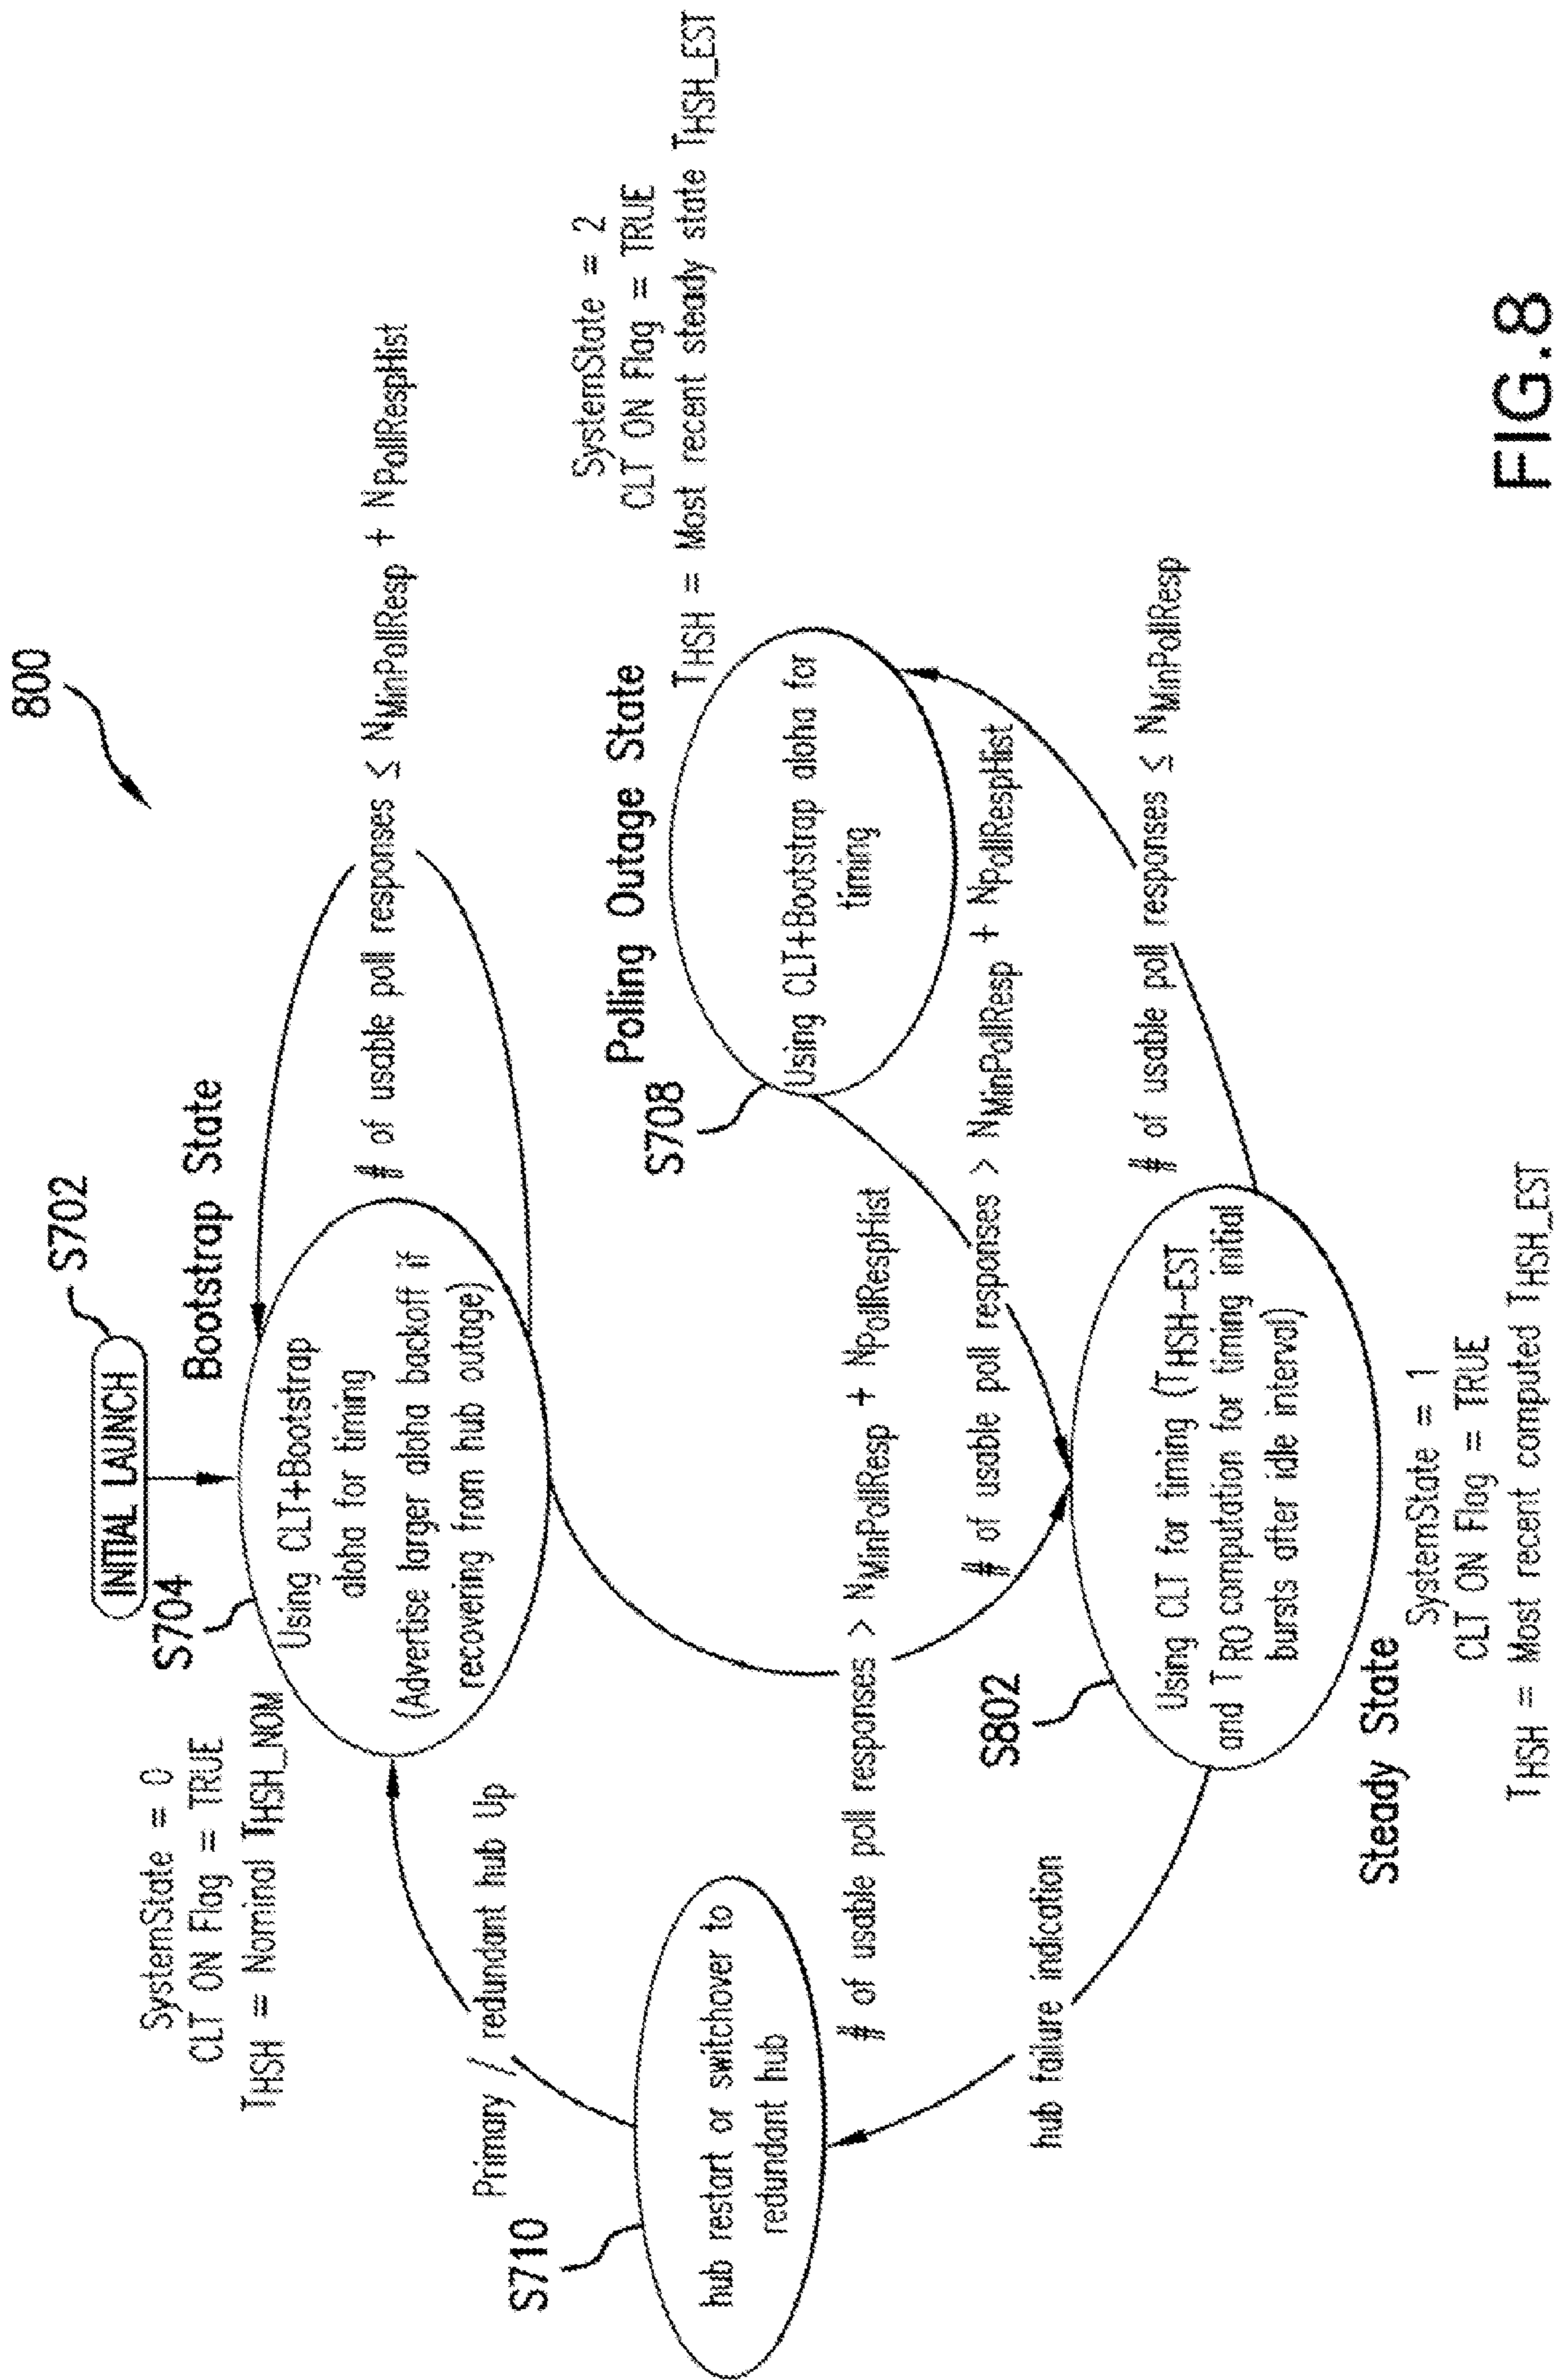 800
INITIAL LAUNCH
S702
SystemState = 0
CLT ON Flag = TRUE
THSH = Nominal THSH_NOM
S704
Bootstrap State
Using CLT+Bootstrap
aloha for timing
(Advertise larger aloha backoff if
recovering from hub outage)
# of usable poll responses ≤ NMinPollResp + NPollRespHist
Primary / redundant hub Up
S710
hub restart or switchover to
redundant hub
S708
Polling Outage State
Using CLT+Bootstrap aloha for
timing
SystemState = 2
CLT ON Flag = TRUE
THSH = Most recent steady state THSH_EST
# of usable poll responses > NMinPollResp + NPollRespHist
# of usable poll responses > NMinPollResp + NPollRespHist
hub failure indication
# of usable poll responses ≤ NMinPollResp
S802
Using CLT for timing (THSH-EST
and TRO computation for timing initial
bursts after idle interval)
Steady State
SystemState = 1
CLT ON Flag = TRUE
THSH = Most recent computed THSH_EST
FIG.8